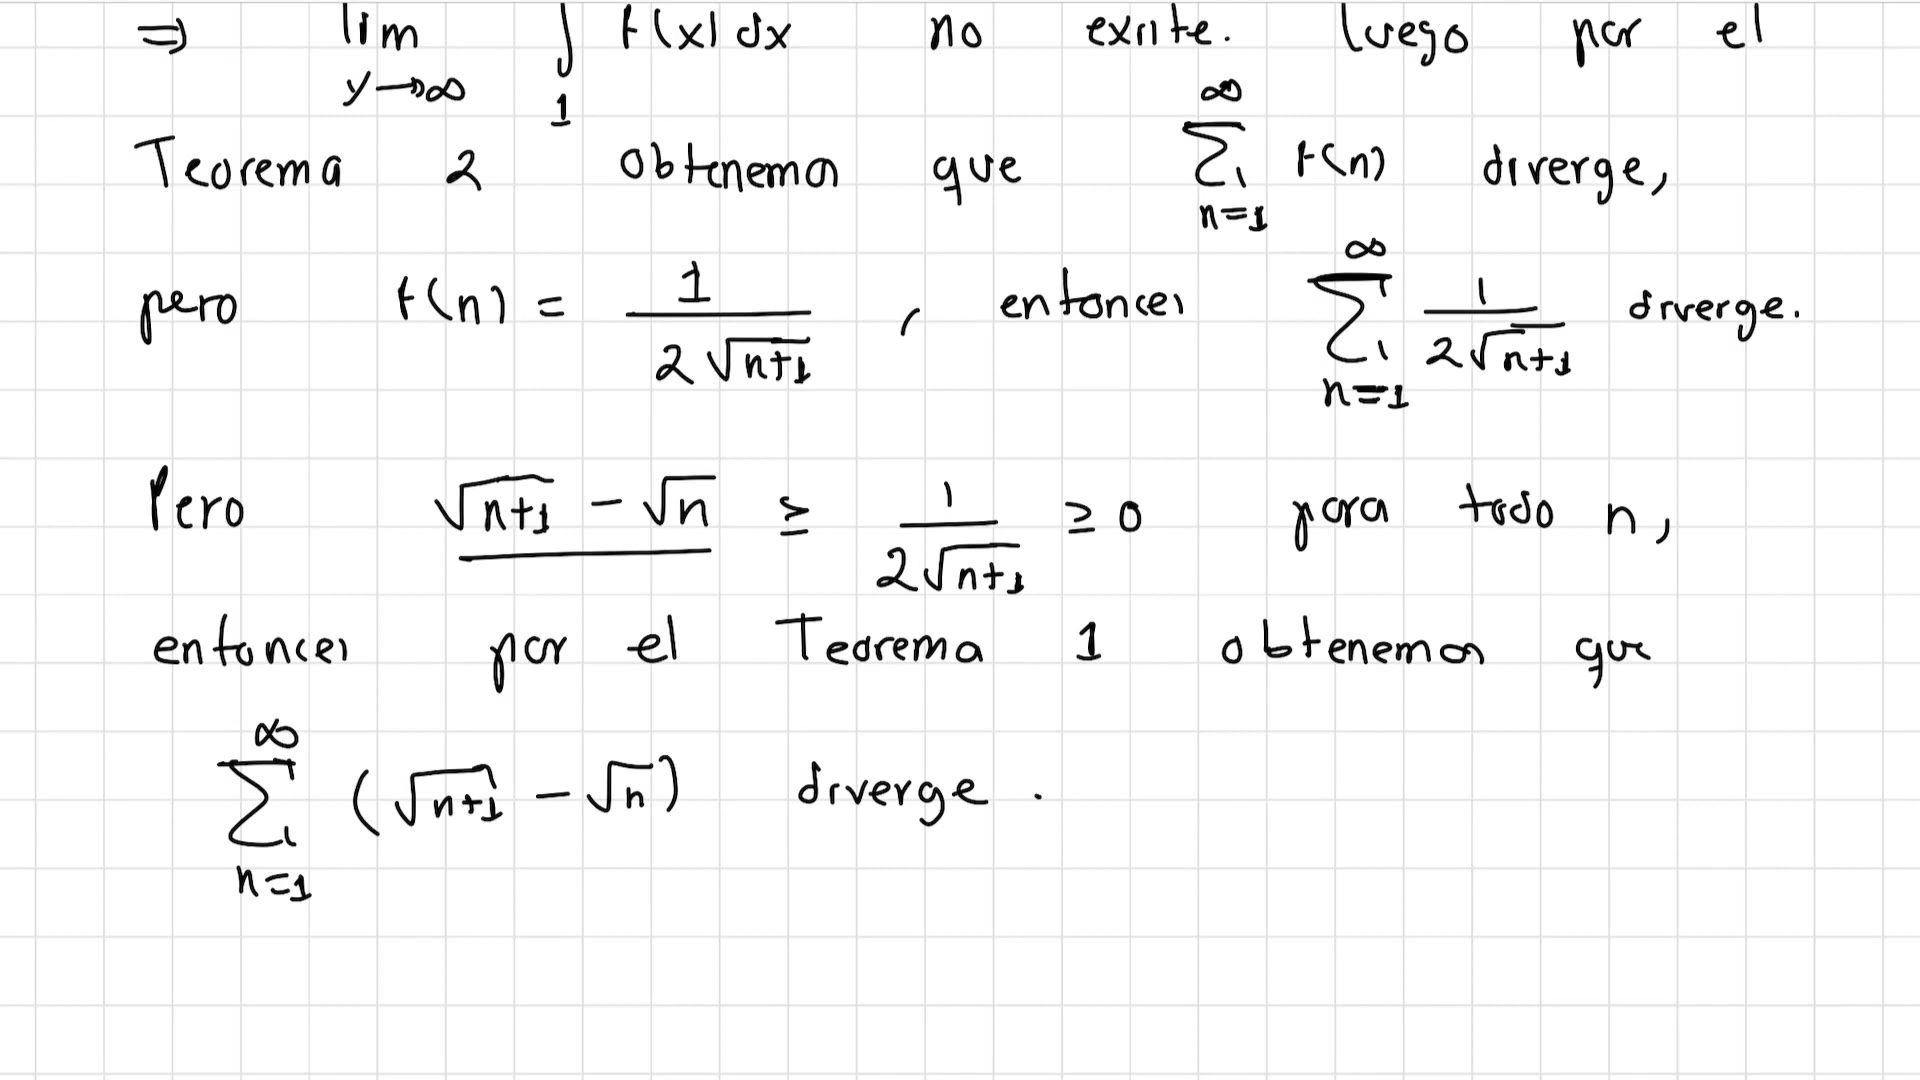 ⇒ lim y→∞ ∫ 1 f(x) dx no existe. Luego por el
Teorema 2 obtenemos que ∞ ∑ n=1 f(n) diverge,
pero f(n) = 1 / 2√n+1 , entonces ∞ ∑ n=1 1 / 2√n+1 diverge.
Pero √n+1 − √n ≥ 1 / 2√n+1 ≥ 0 para todo n,
entonces por el Teorema 1 obtenemos que
∞ ∑ n=1 (√n+1 − √n) diverge.